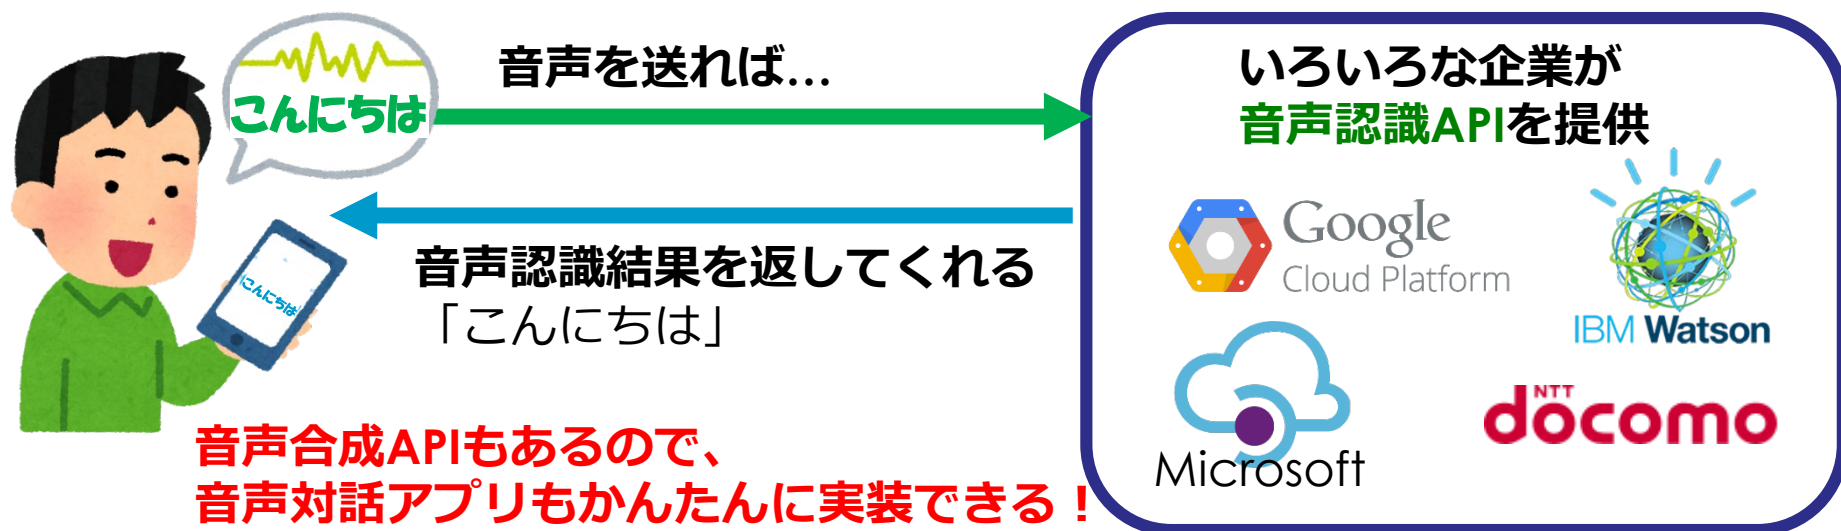 こんにちは
音声を送れば…
いろいろな企業が
音声認識APIを提供
こんにちは
音声認識結果を返してくれる
「こんにちは」
Google
Cloud Platform
IBM Watson
Microsoft
NTT
docomo
音声合成APIもあるので、
音声対話アプリもかんたんに実装できる！